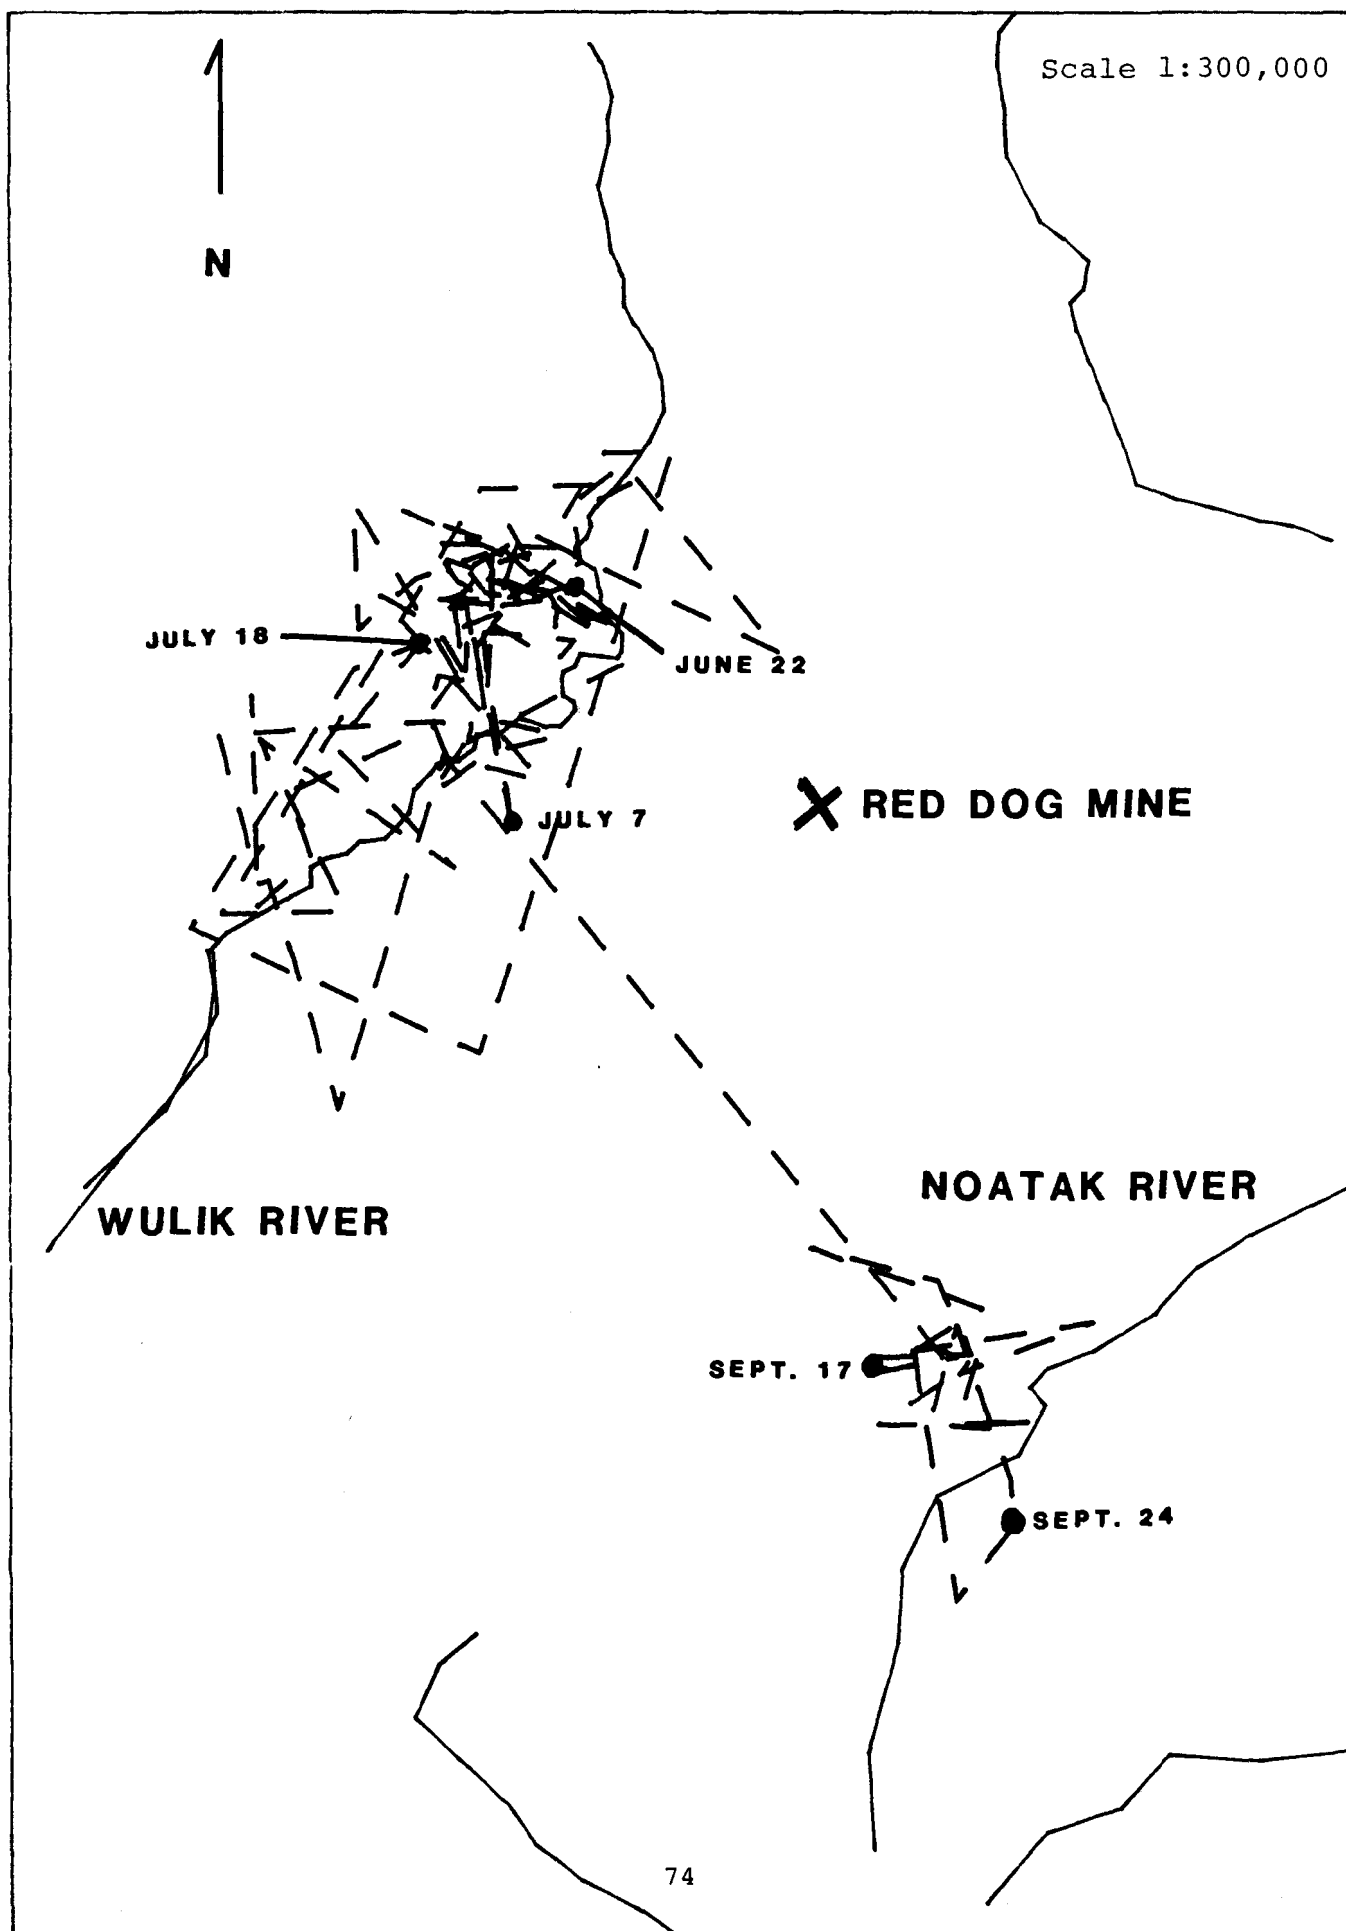 Scale 1:300,000
N
JULY 18
JUNE 22
RED DOG MINE
JULY 7
NOATAK RIVER
WULIK RIVER
SEPT. 17
SEPT. 24
74